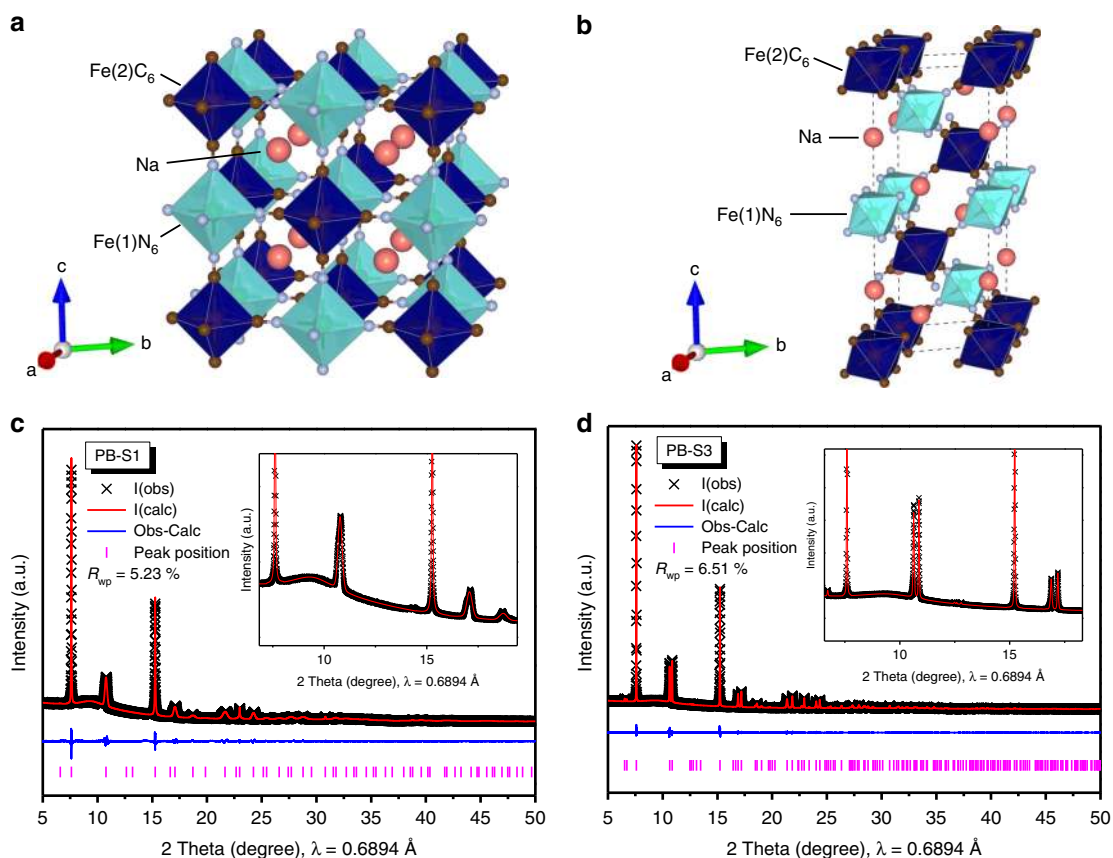 a
Fe(2)C6
Na
Fe(1)N6
c
b
a
b
Fe(2)C6
Na
Fe(1)N6
c
b
a
c
PB-S1
I(obs)
I(calc)
Obs-Calc
Peak position
Rwp = 5.23 %
Intensity (a.u.)
5 10 15 20 25 30 35 40 45 50
2 Theta (degree), λ = 0.6894 Å
Intensity (a.u.)
10 15
2 Theta (degree), λ = 0.6894 Å
d
PB-S3
I(obs)
I(calc)
Obs-Calc
Peak position
Rwp = 6.51 %
Intensity (a.u.)
5 10 15 20 25 30 35 40 45 50
2 Theta (degree), λ = 0.6894 Å
Intensity (a.u.)
10 15
2 Theta (degree), λ = 0.6894 Å